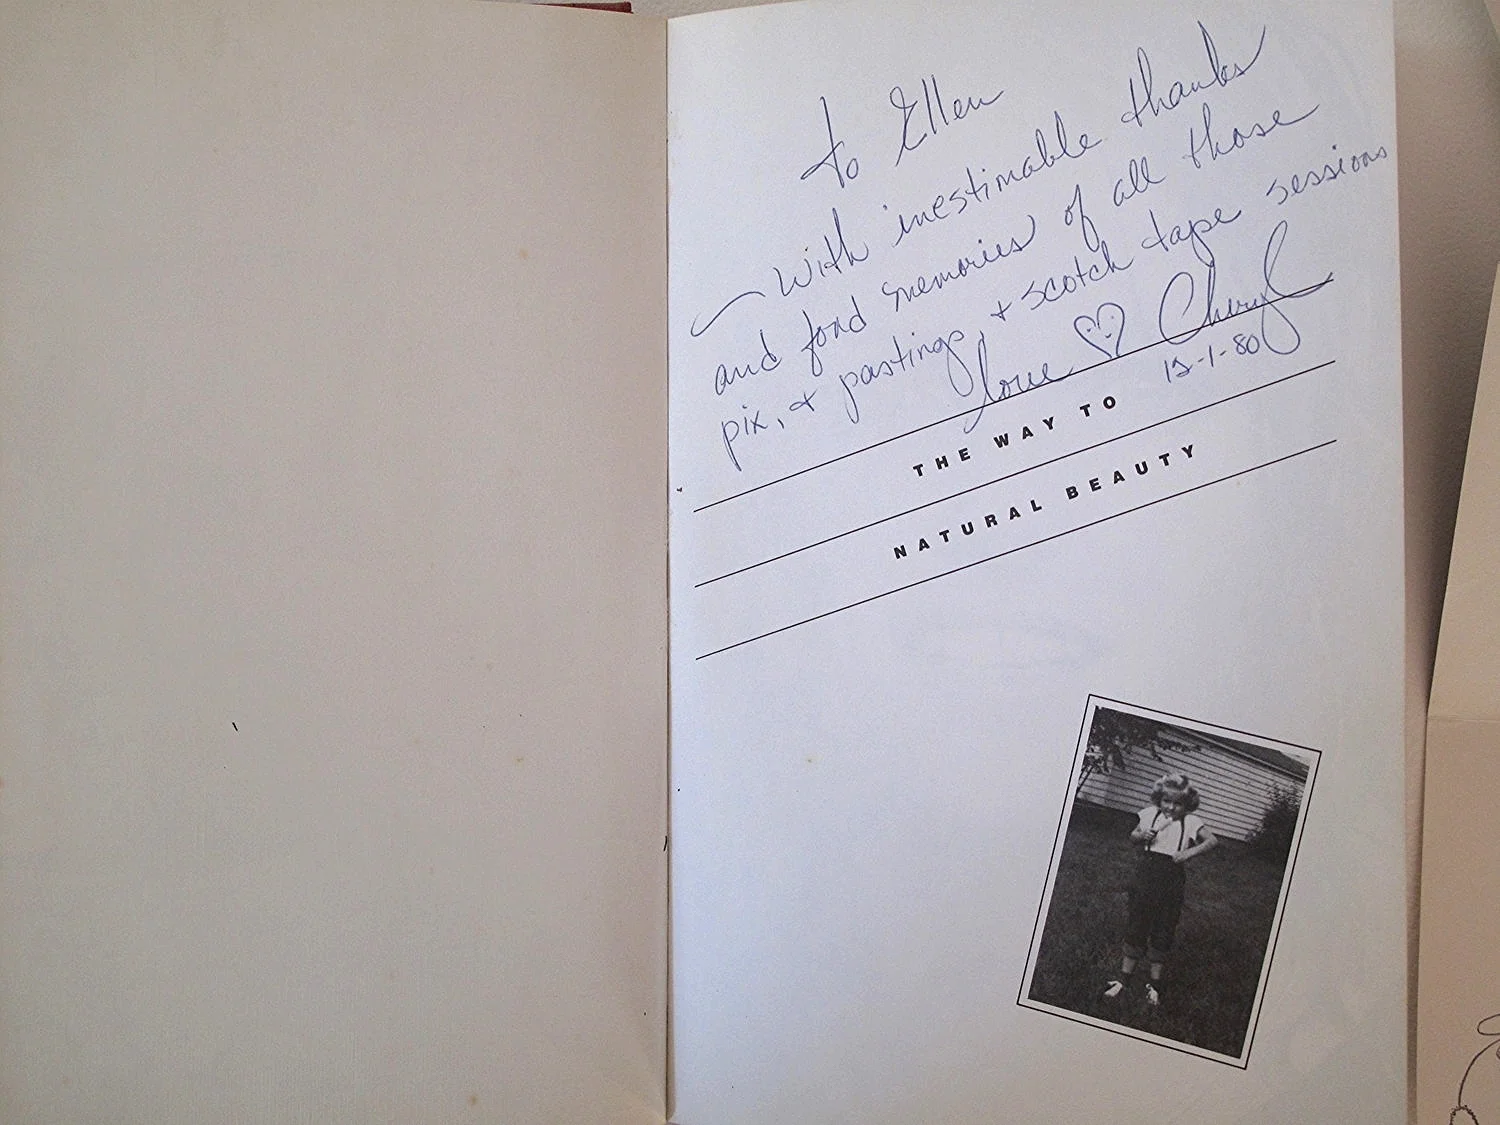 to Ellen
with inestimable thanks
and fond memories of all those
pix, & pastings, + scotch tape sessions
love Cheryl
12-1-80
THE WAY TO
NATURAL BEAUTY